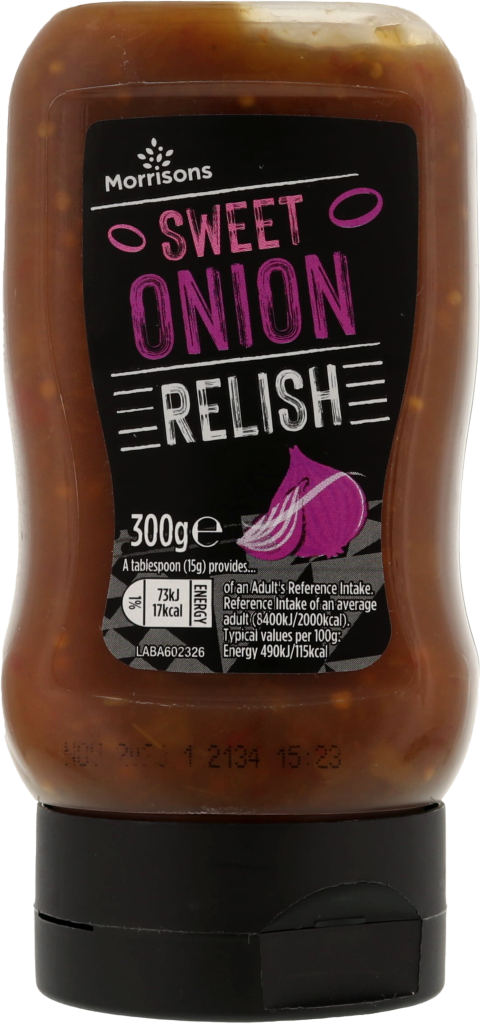 Morrisons
SWEET
ONION
RELISH
300g℮
A tablespoon (15g) provides...
1%
73kJ
17kcal
ENERGY
of an Adult's Reference Intake.
Reference Intake of an average
adult (8400kJ/2000kcal).
Typical values per 100g:
Energy 490kJ/115kcal
LABA602326
NOV 1 2134 15:23